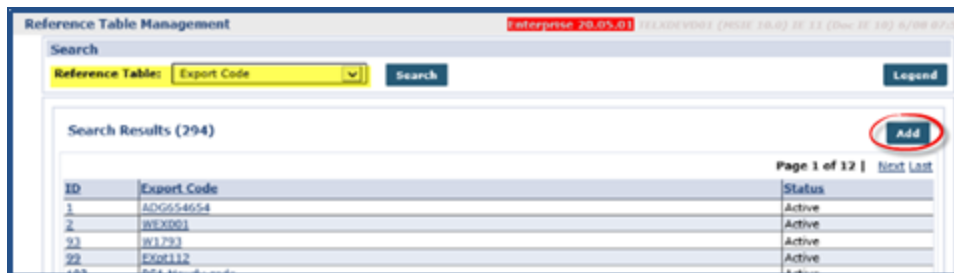 Reference Table Management Enterprise 20.05.01
Search
Reference Table: Export Code Search Legend
Search Results (294) Add
Page 1 of 12 | Next Last
ID Export Code Status
1 ADG654654 Active
2 WEX001 Active
93 W1793 Active
99 EXpt112 Active